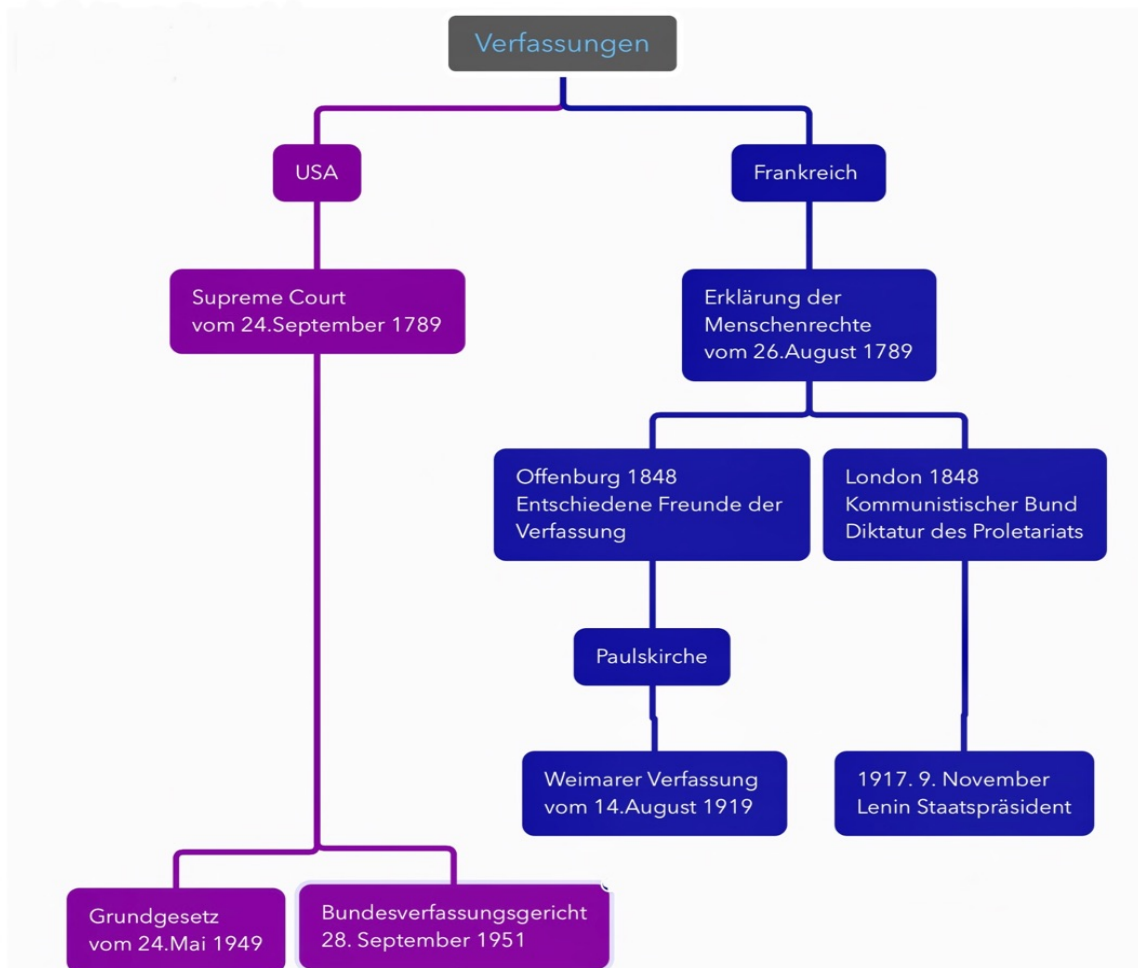 Verfassungen
USA
Frankreich
Supreme Court
vom 24.September 1789
Erklärung der
Menschenrechte
vom 26.August 1789
Offenburg 1848
Entschiedene Freunde der
Verfassung
London 1848
Kommunistischer Bund
Diktatur des Proletariats
Paulskirche
Weimarer Verfassung
vom 14.August 1919
1917. 9. November
Lenin Staatspräsident
Grundgesetz
vom 24.Mai 1949
Bundesverfassungsgericht
28. September 1951